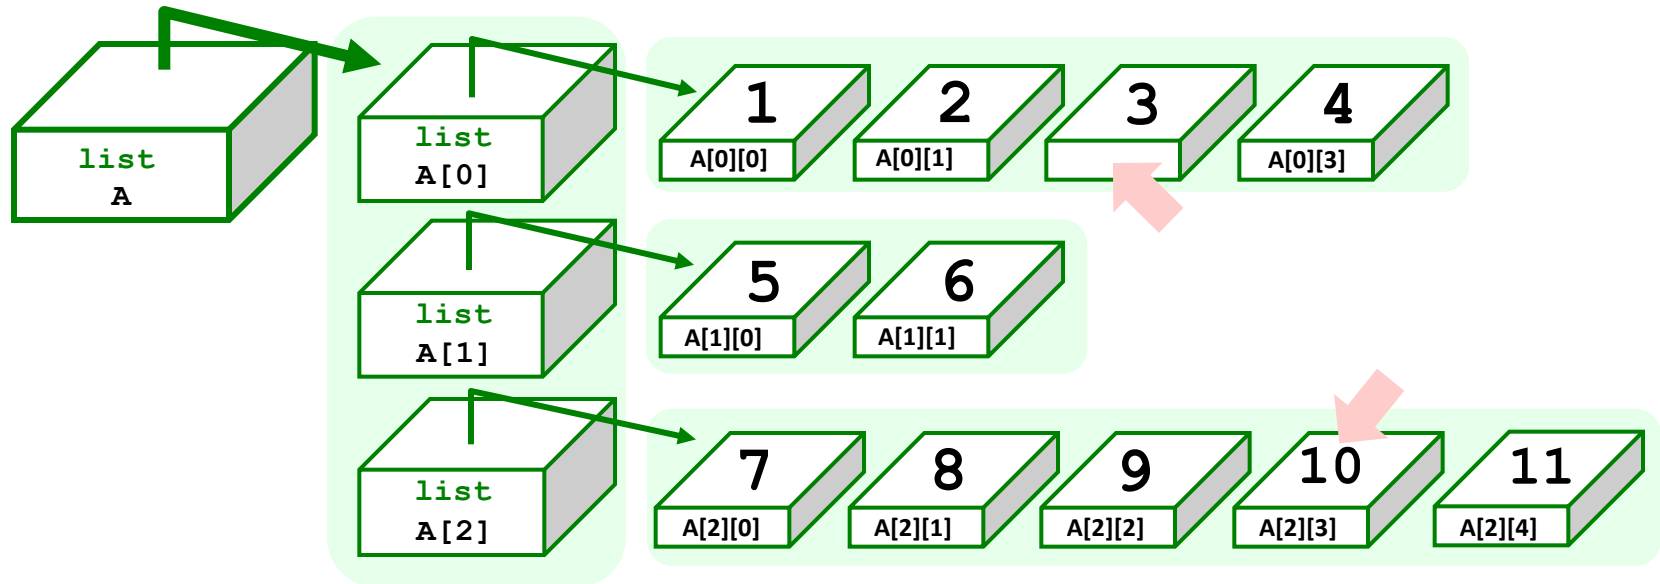 list
A
list
A[0]
1 2 3 4
A[0][0] A[0][1] A[0][3]
list
A[1]
5 6
A[1][0] A[1][1]
list
A[2]
7 8 9 10 11
A[2][0] A[2][1] A[2][2] A[2][3] A[2][4]